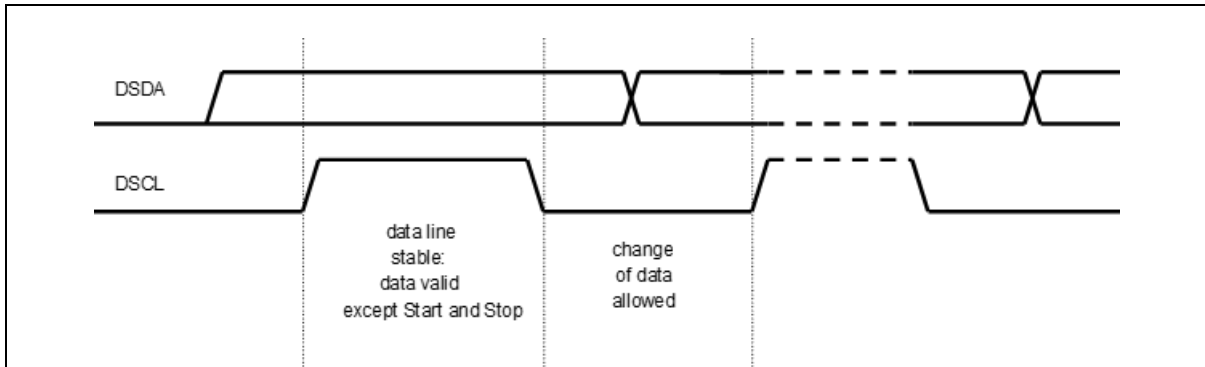 DSDA
DSCL
data line
stable:
data valid
except Start and Stop
change
of data
allowed